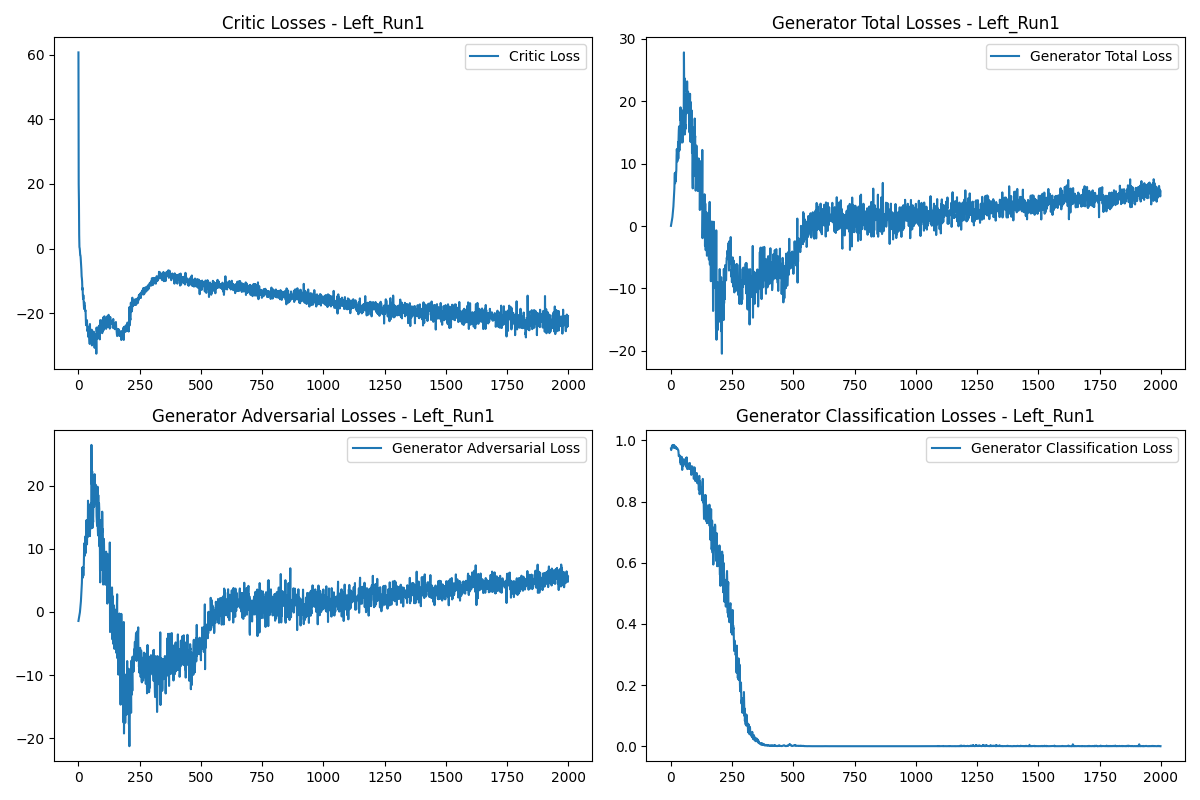 Critic Losses - Left_Run1
Critic Loss
60
40
20
0
−20
0 250 500 750 1000 1250 1500 1750 2000
Generator Total Losses - Left_Run1
Generator Total Loss
30
20
10
0
−10
−20
0 250 500 750 1000 1250 1500 1750 2000
Generator Adversarial Losses - Left_Run1
Generator Adversarial Loss
20
10
0
−10
−20
0 250 500 750 1000 1250 1500 1750 2000
Generator Classification Losses - Left_Run1
Generator Classification Loss
1.0
0.8
0.6
0.4
0.2
0.0
0 250 500 750 1000 1250 1500 1750 2000